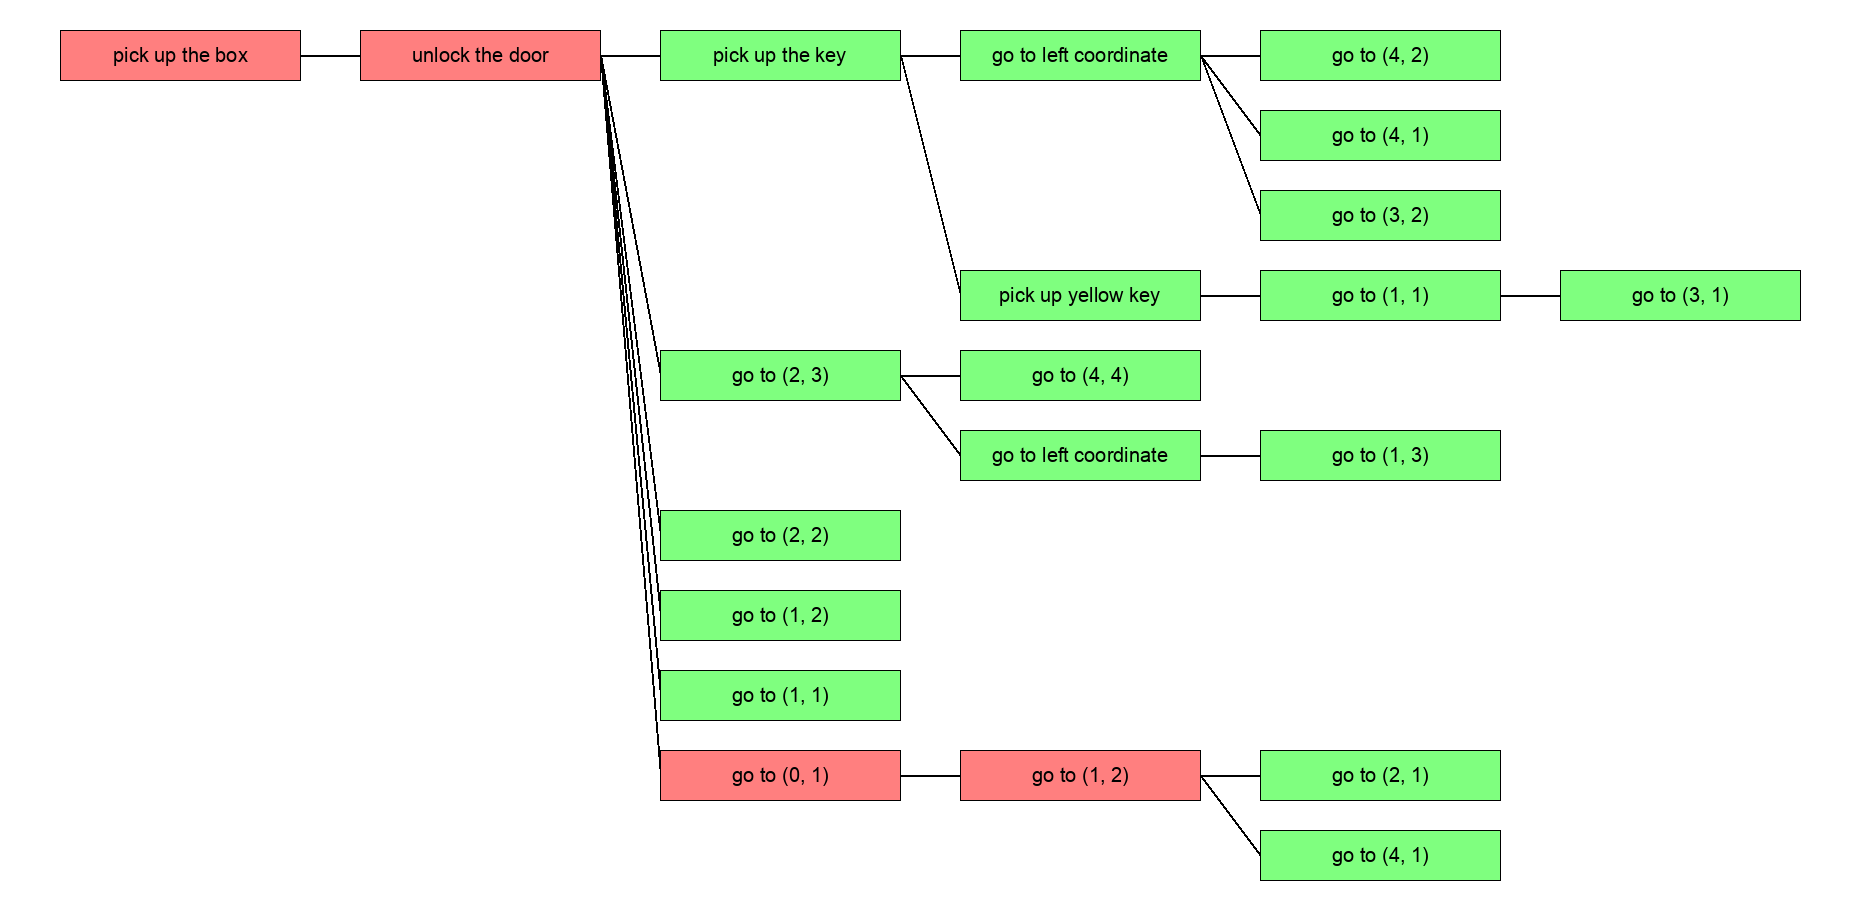 pick up the box
unlock the door
pick up the key
go to left coordinate
go to (4, 2)
go to (4, 1)
go to (3, 2)
pick up yellow key
go to (1, 1)
go to (3, 1)
go to (2, 3)
go to (4, 4)
go to left coordinate
go to (1, 3)
go to (2, 2)
go to (1, 2)
go to (1, 1)
go to (0, 1)
go to (1, 2)
go to (2, 1)
go to (4, 1)